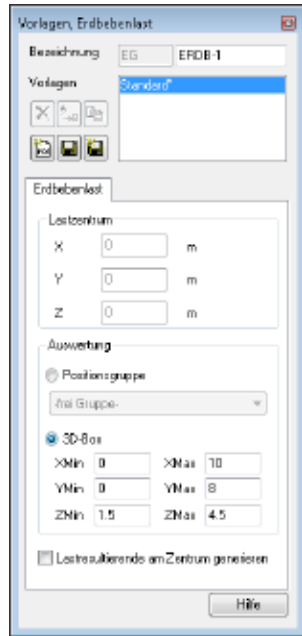 Vorlagen, Erdbebenlast
Bezeichnung EG ERDB-1
Vorlagen Standard*
Erdbebenlast
Lastzentrum
X 0 m
Y 0 m
Z 0 m
Auswertung
Positionsgruppe
-frei Gruppe-
3D-Box
XMin 0 XMax 10
YMin 0 YMax 8
ZMin 1.5 ZMax 4.5
Lastresultierende am Zentrum generieren
Hilfe